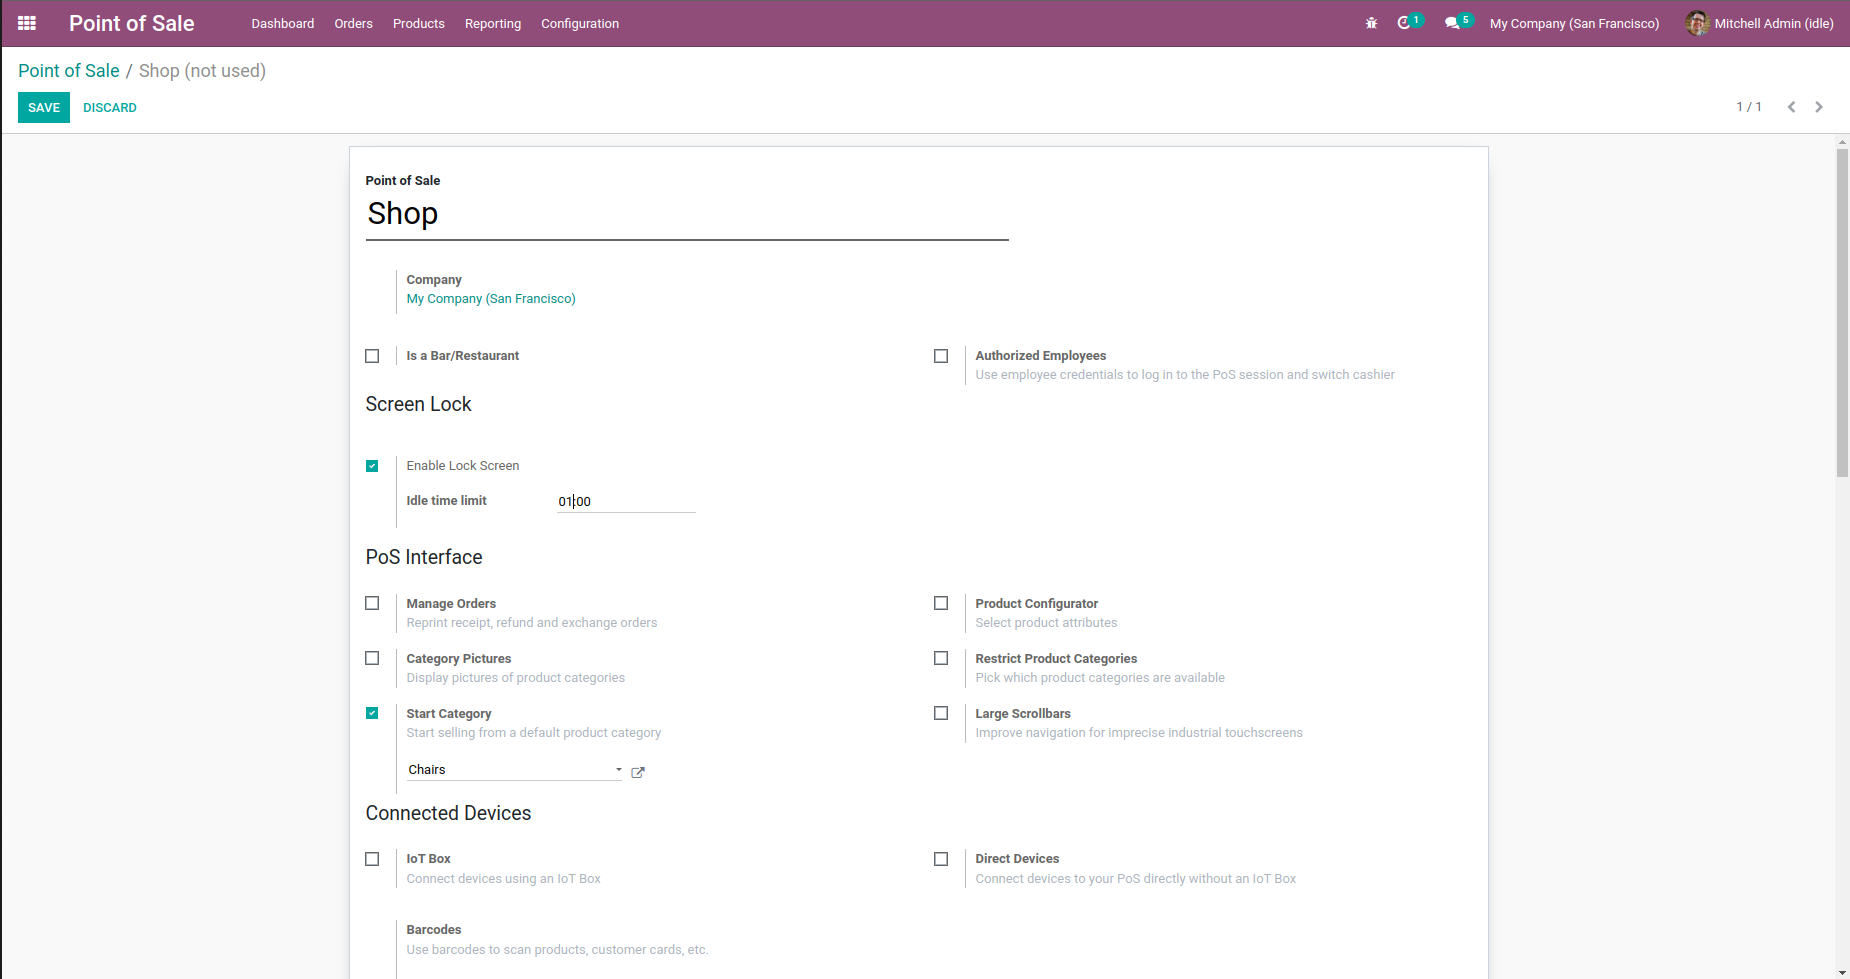 Point of Sale Dashboard Orders Products Reporting Configuration 1 5 My Company (San Francisco) Mitchell Admin (idle)
Point of Sale / Shop (not used)
SAVE DISCARD 1 / 1
Point of Sale
Shop
Company
My Company (San Francisco)
Is a Bar/Restaurant
Authorized Employees
Use employee credentials to log in to the PoS session and switch cashier
Screen Lock
Enable Lock Screen
Idle time limit 01:00
PoS Interface
Manage Orders
Reprint receipt, refund and exchange orders
Product Configurator
Select product attributes
Category Pictures
Display pictures of product categories
Restrict Product Categories
Pick which product categories are available
Start Category
Start selling from a default product category
Chairs
Large Scrollbars
Improve navigation for imprecise industrial touchscreens
Connected Devices
IoT Box
Connect devices using an IoT Box
Direct Devices
Connect devices to your PoS directly without an IoT Box
Barcodes
Use barcodes to scan products, customer cards, etc.